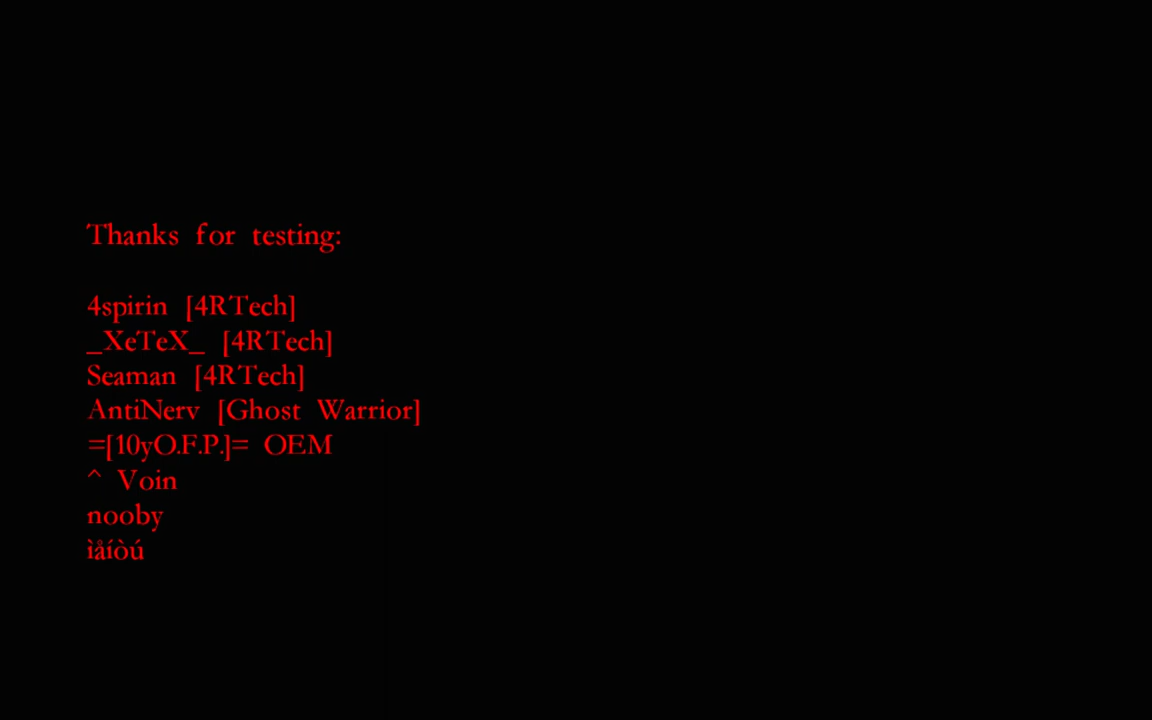 Thanks for testing:
4spirin [4RTech]
_XeTeX_ [4RTech]
Seaman [4RTech]
AntiNerv [Ghost Warrior]
=[10yO.F.P.]= OEM
^ Voin
nooby
ìåíòú